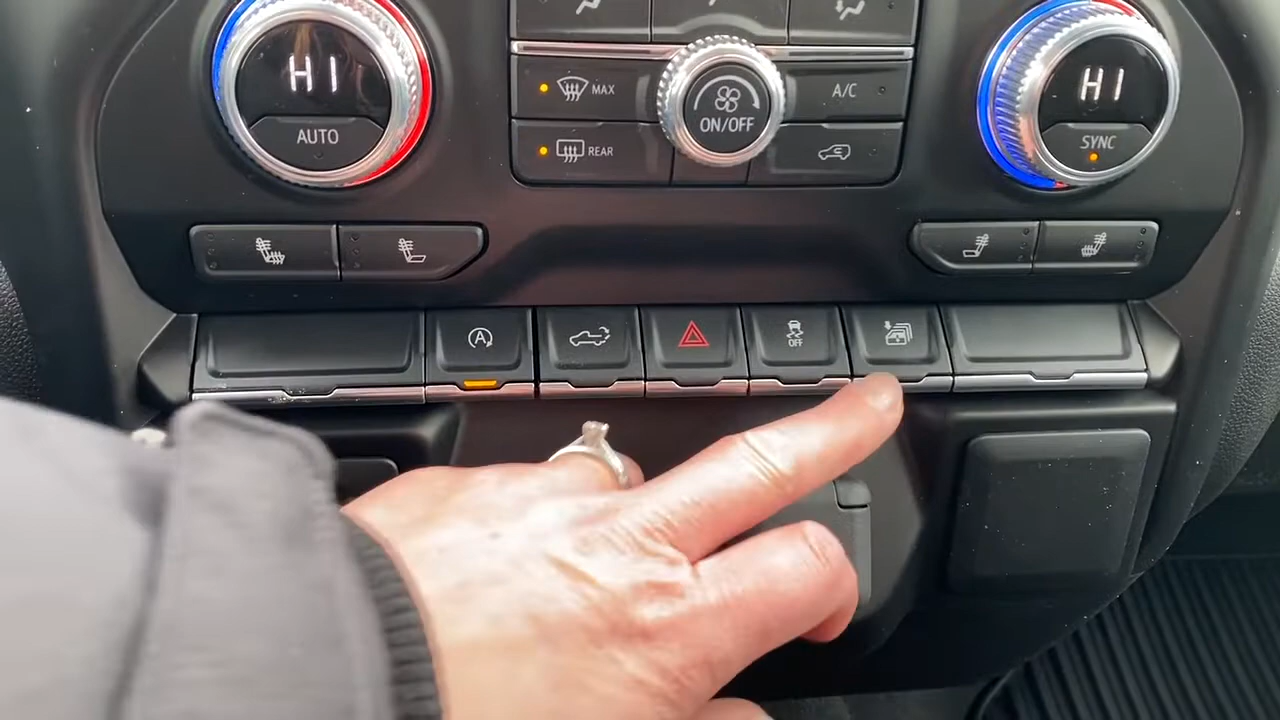 HI
AUTO
MAX
REAR
ON/OFF
A/C
HI
SYNC
A
OFF